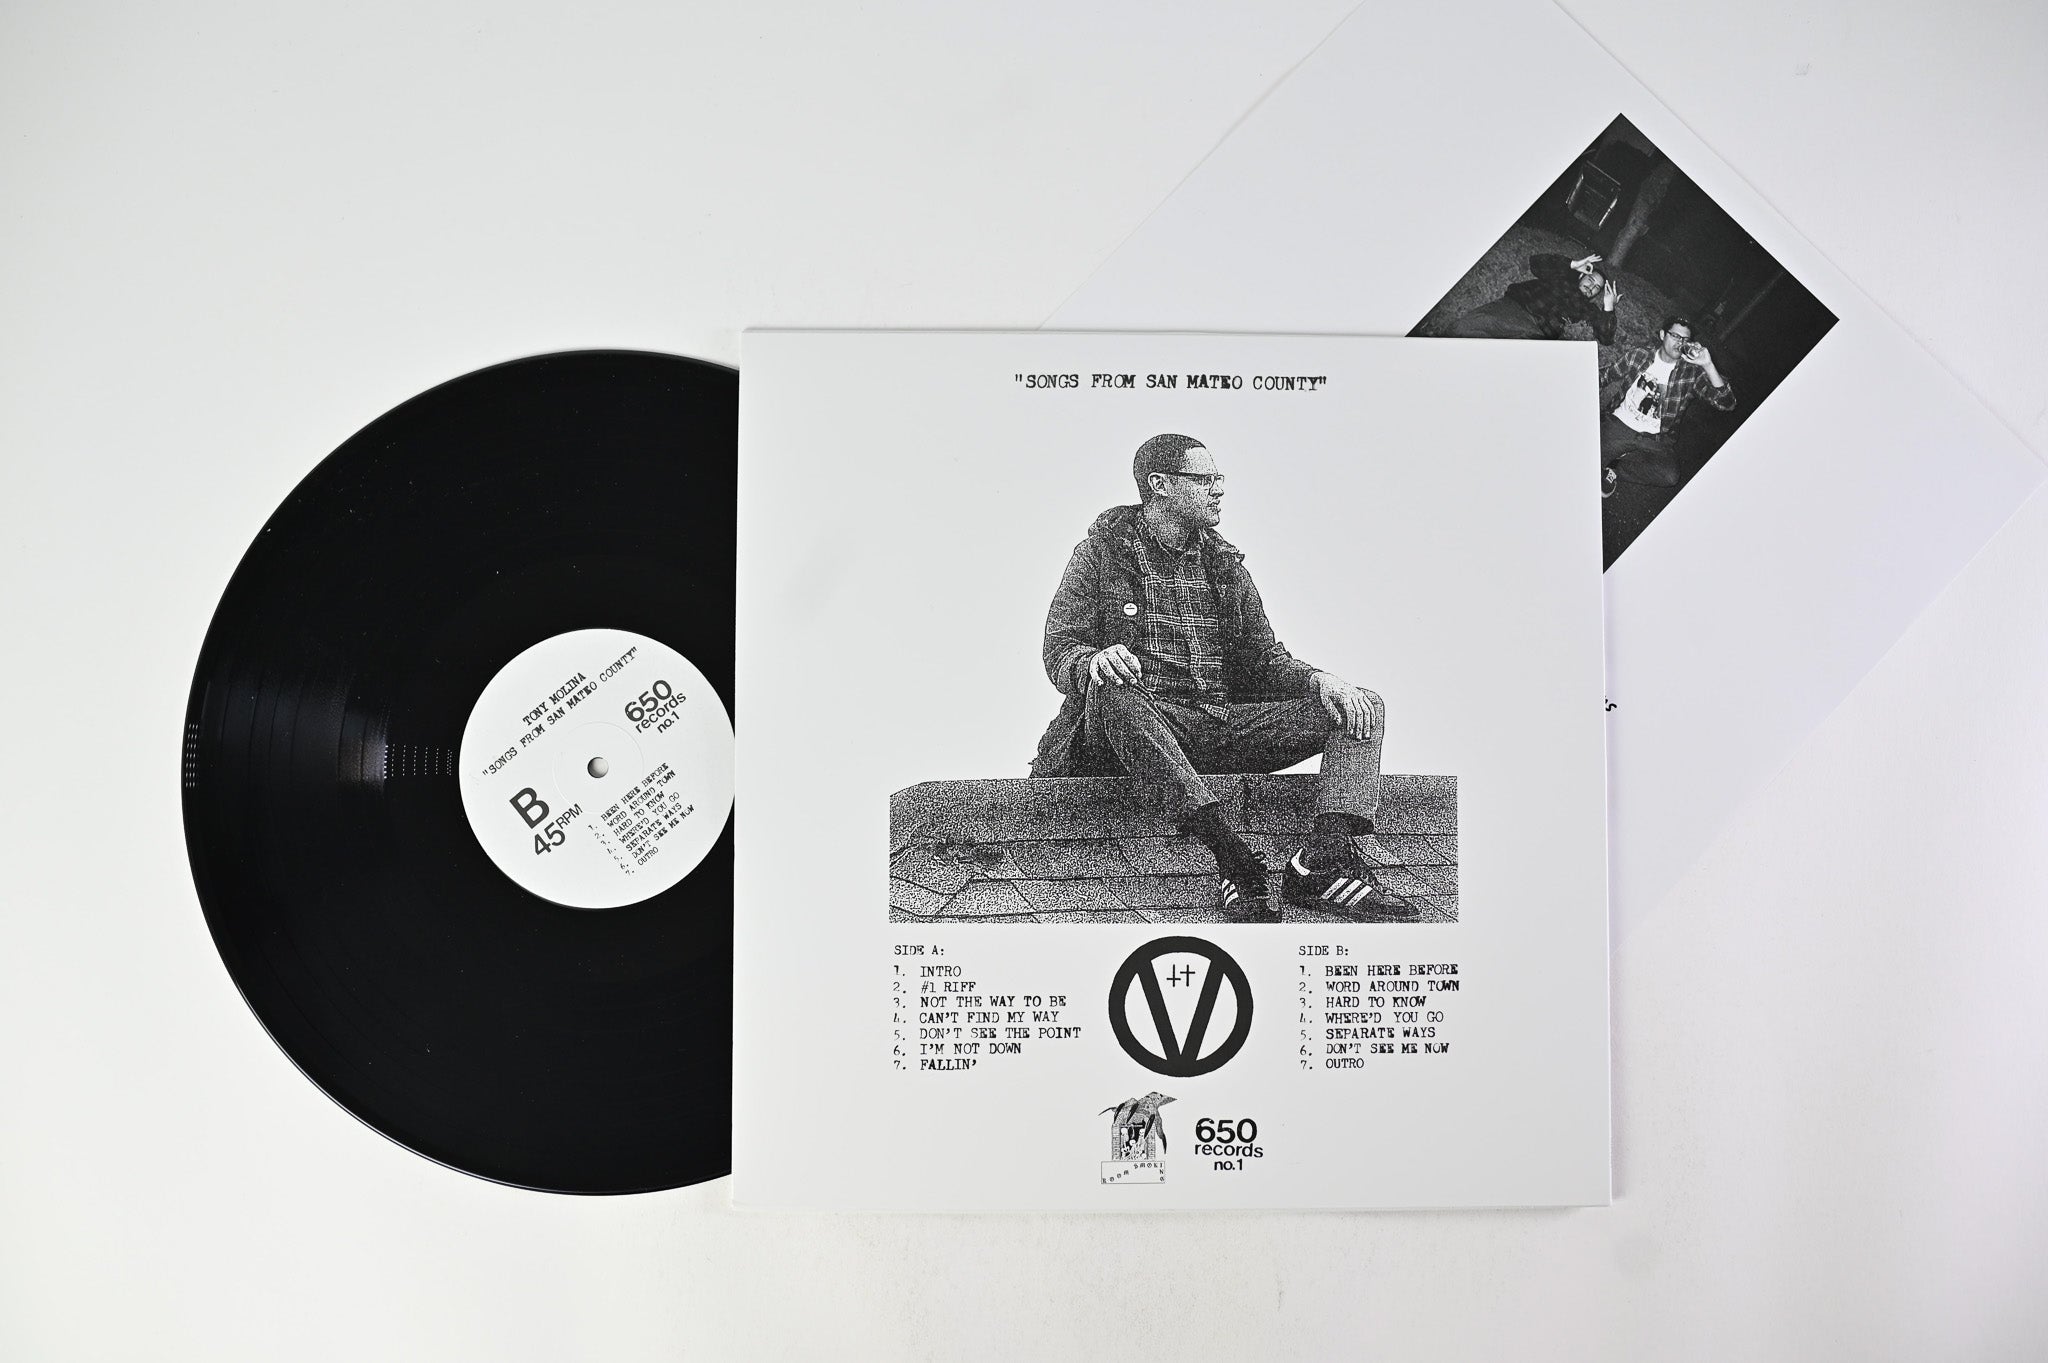 TONY MOLINA
"SONGS FROM SAN MATEO COUNTY"
650
records
no.1
B
45RPM
1. BEEN HERE BEFORE
2. WORD AROUND TOWN
3. HARD TO KNOW
4. WHERE'D YOU GO
5. SEPARATE WAYS
6. DON'T SEE ME NOW
7. OUTRO
"SONGS FROM SAN MATEO COUNTY"
SIDE A:
1. INTRO
2. #1 RIFF
3. NOT THE WAY TO BE
4. CAN'T FIND MY WAY
5. DON'T SEE THE POINT
6. I'M NOT DOWN
7. FALLIN'
V
SIDE B:
1. BEEN HERE BEFORE
2. WORD AROUND TOWN
3. HARD TO KNOW
4. WHERE'D YOU GO
5. SEPARATE WAYS
6. DON'T SEE ME NOW
7. OUTRO
SMOKING
ROOM
650
records
no.1